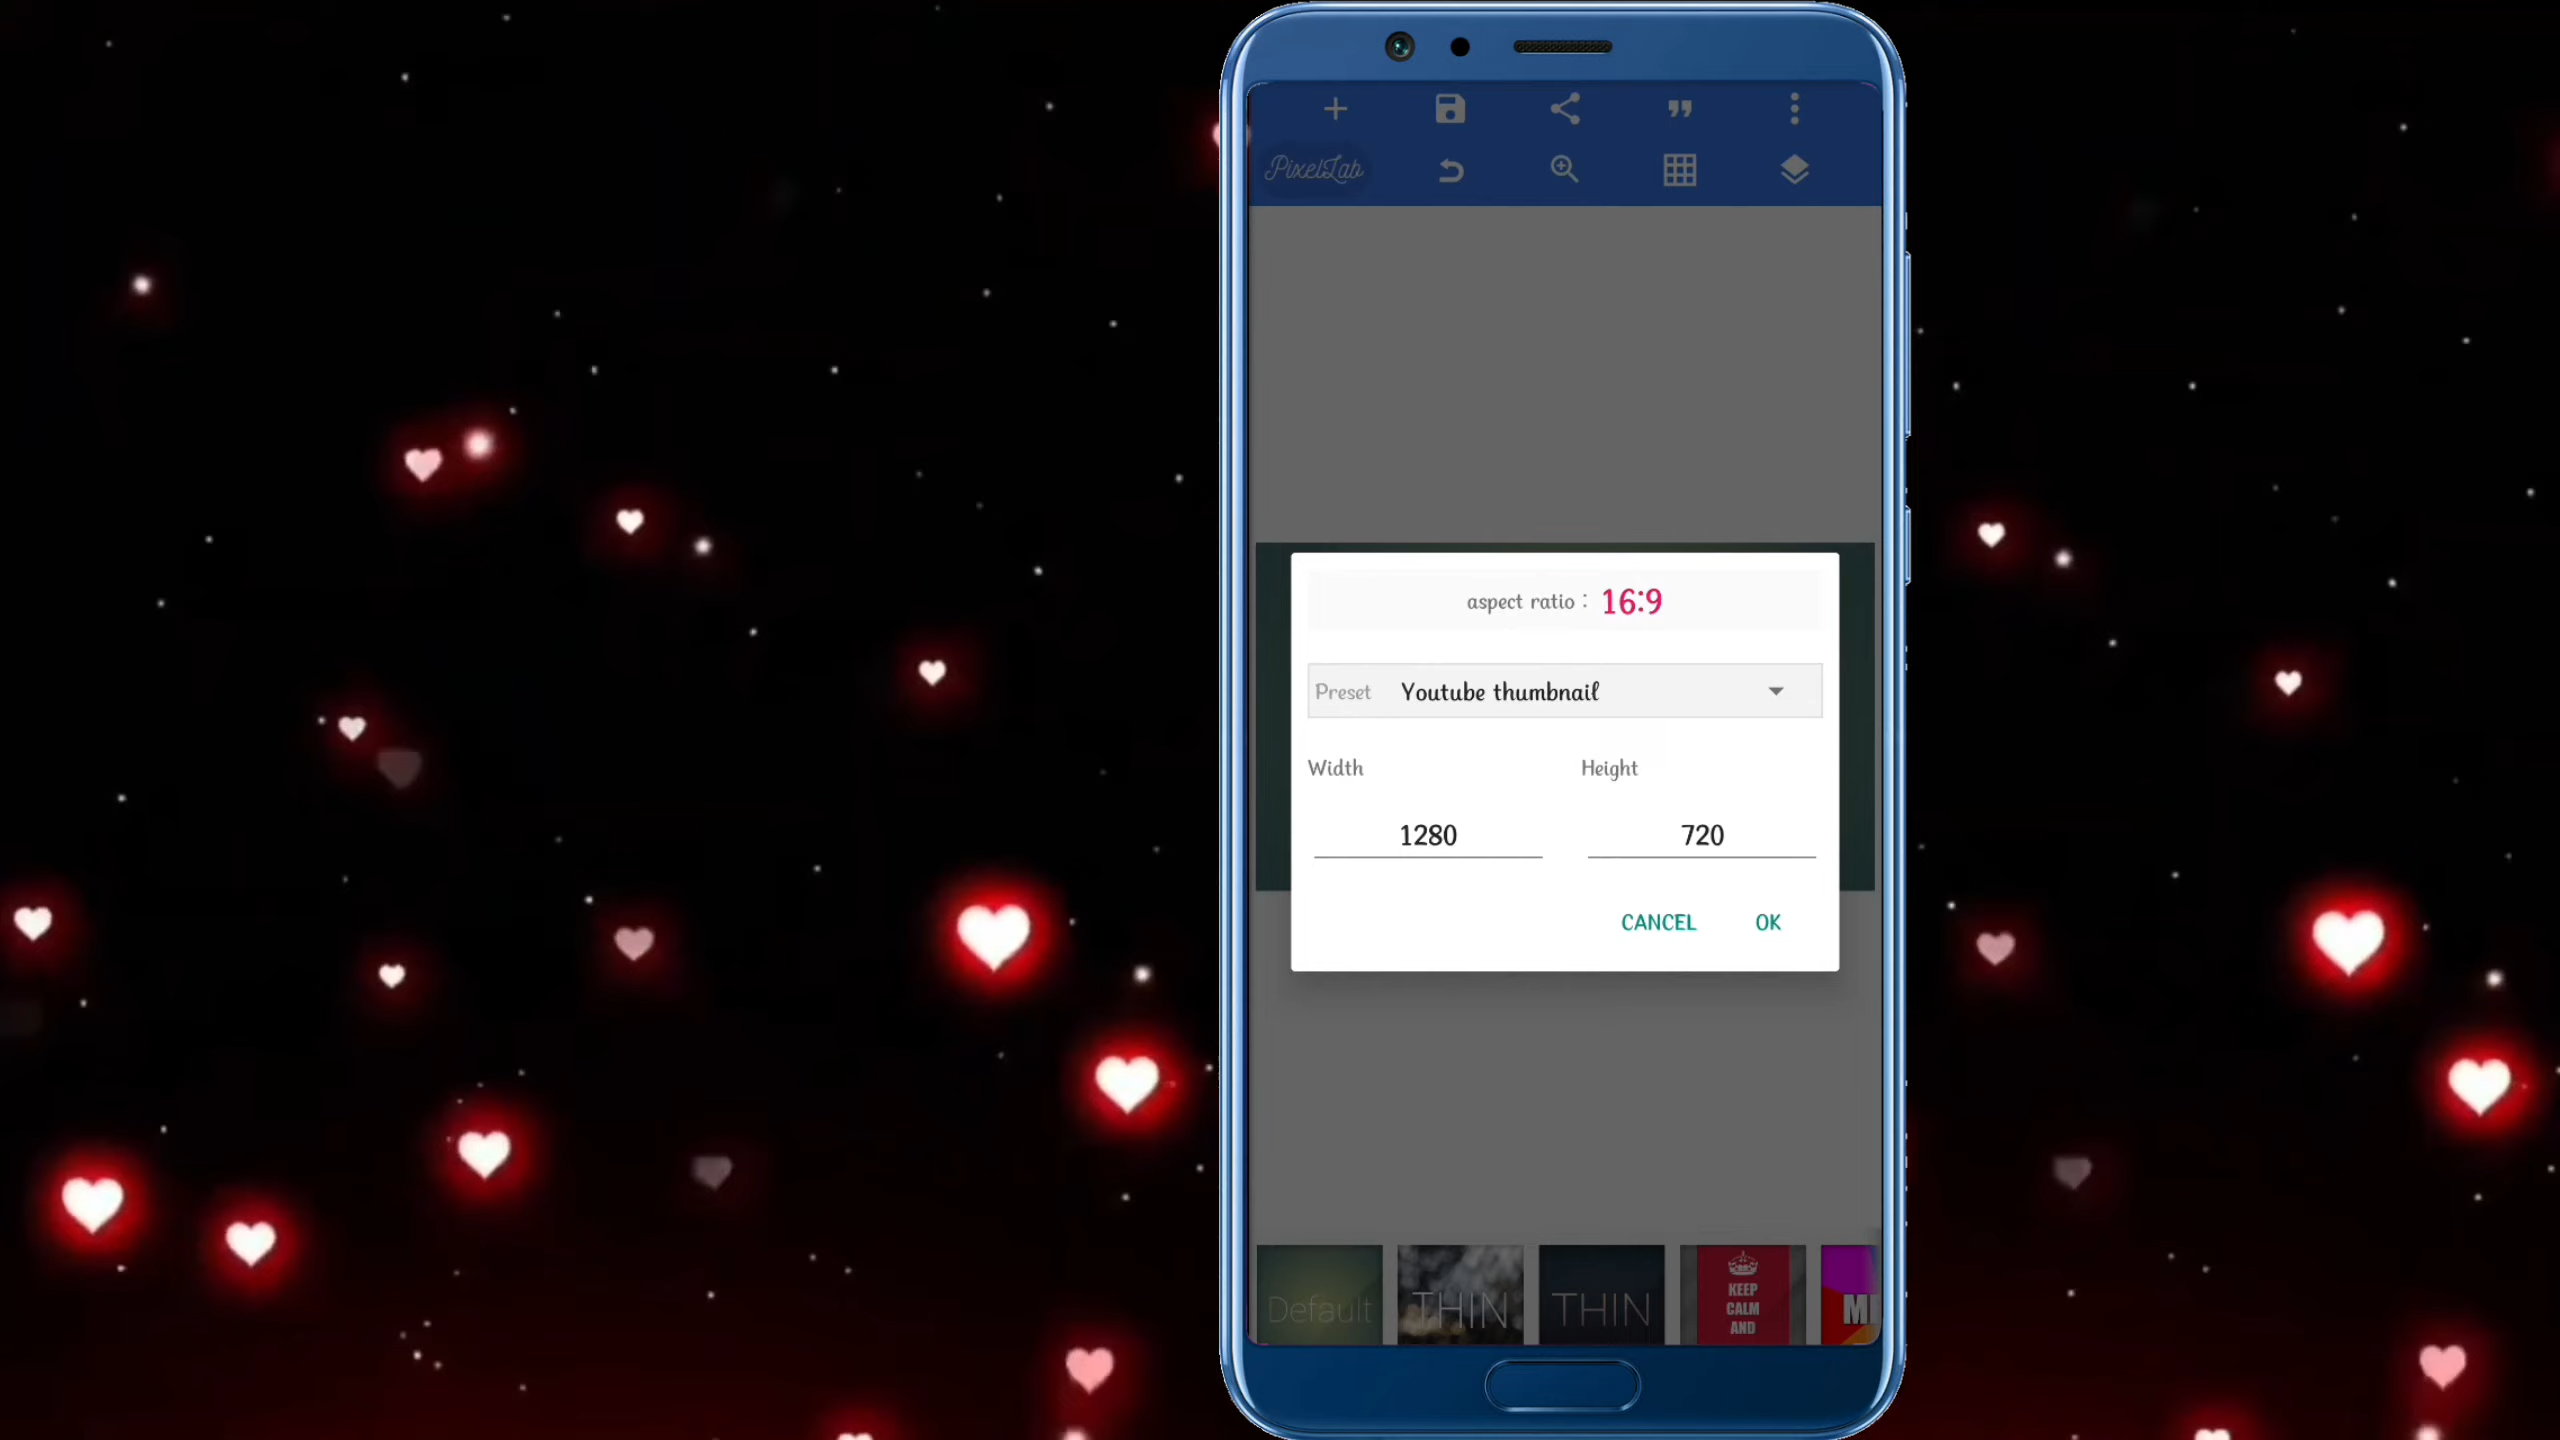 PixelLab
aspect ratio : 16:9
Preset Youtube thumbnail
Width Height
1280 720
CANCEL OK
Default
THIN
THIN
KEEP
CALM
AND